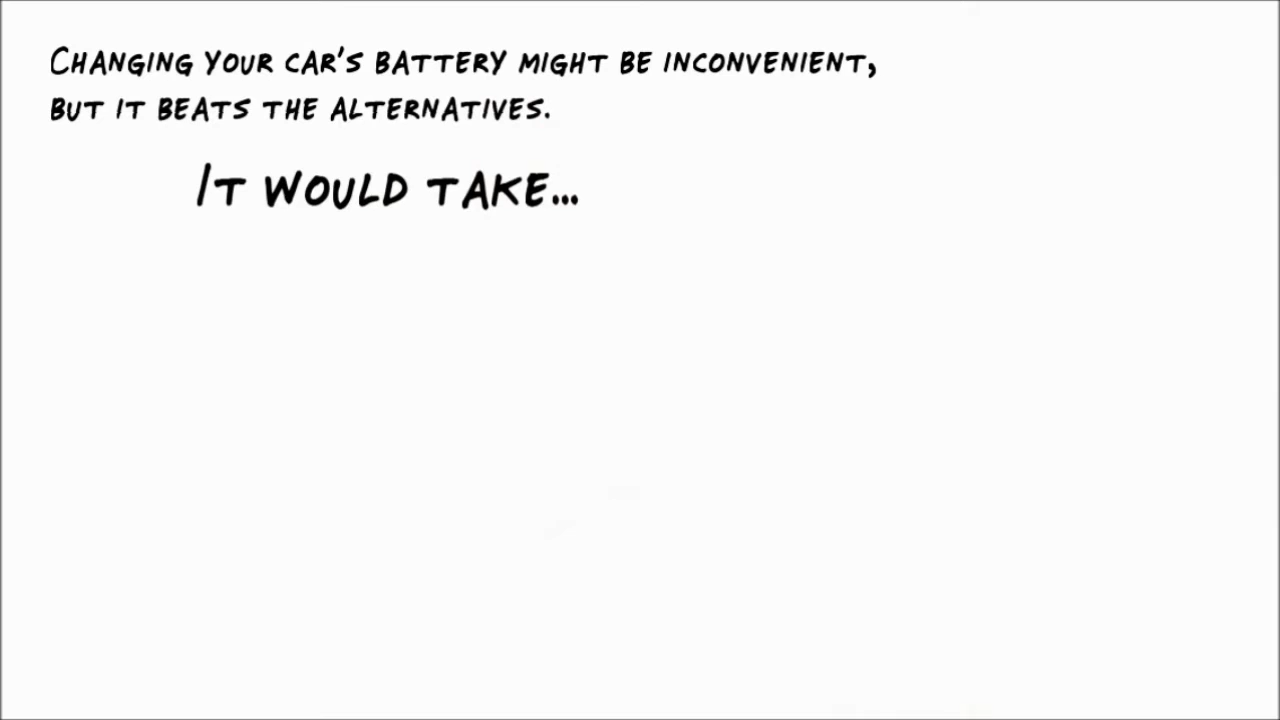 Changing your car's battery might be inconvenient,
but it beats the alternatives.
It would take...